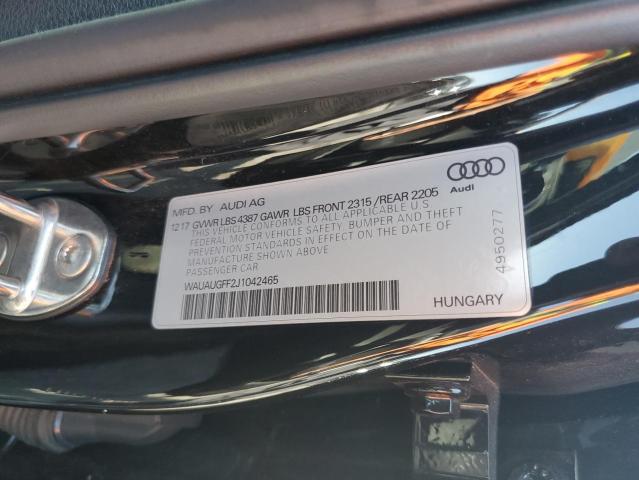 MFD. BY AUDI AG
12 17 GVWR LBS 4387 GAWR LBS FRONT 2315 /REAR 2205
THIS VEHICLE CONFORMS TO ALL APPLICABLE U.S
FEDERAL MOTOR VEHICLE SAFETY, BUMPER AND THEFT
PREVENTION STANDARDS IN EFFECT ON THE DATE OF
MANUFACTURE SHOWN ABOVE
PASSENGER CAR
WAUAUGFF2J1042465
HUNGARY
Audi
4950277